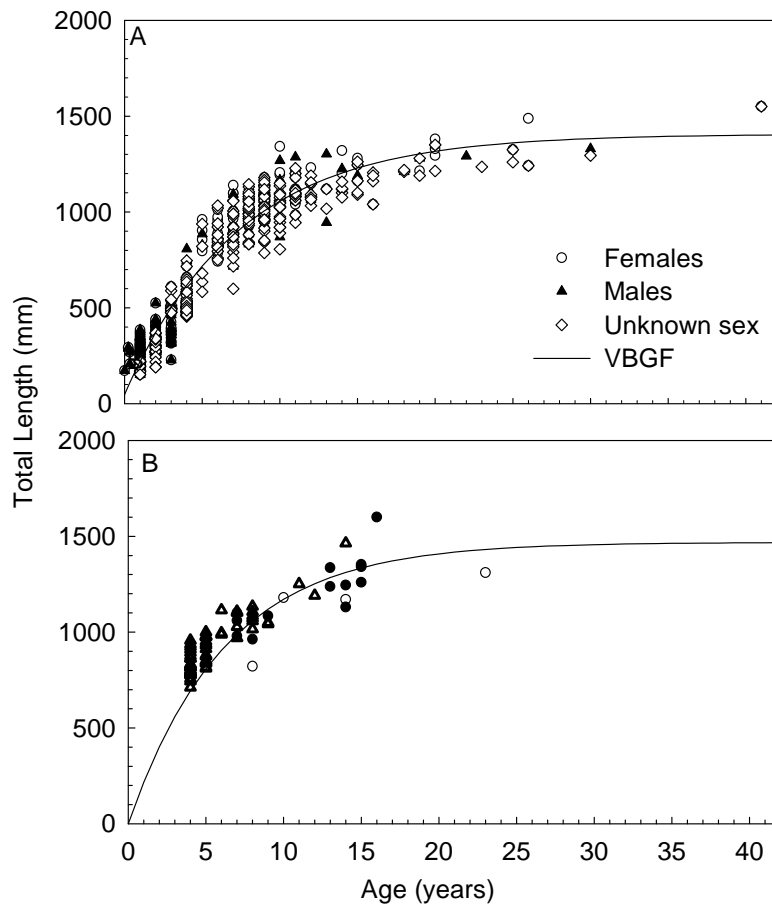 2000
A
1500
1000
500
0
Females
Males
Unknown sex
VBGF
Total Length (mm)
2000
B
1500
1000
500
0
0 5 10 15 20 25 30 35 40
Age (years)